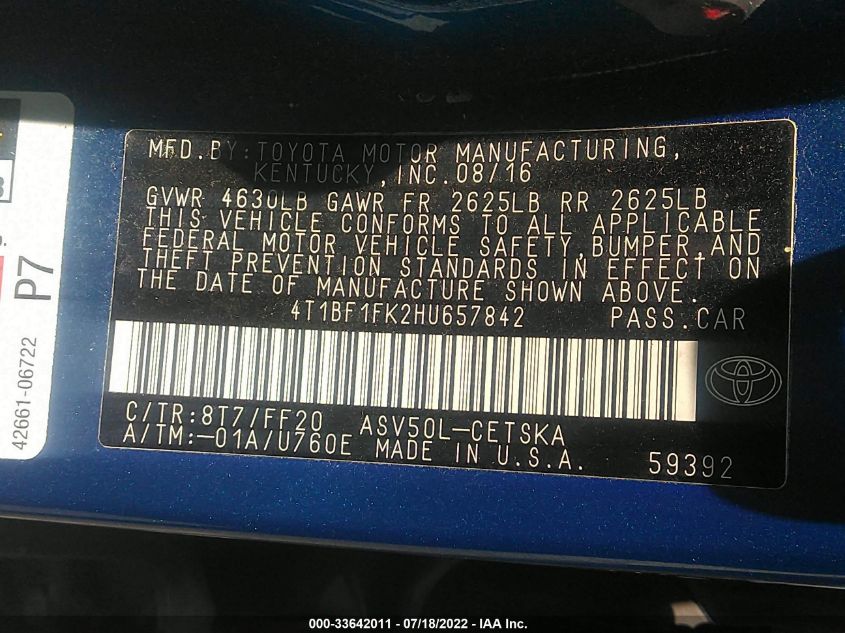 MFD.BY:TOYOTA MOTOR MANUFACTURING,
KENTUCKY,INC.08/16
GVWR 4630LB GAWR FR 2625LB RR 2625LB
THIS VEHICLE CONFORMS TO ALL APPLICABLE
FEDERAL MOTOR VEHICLE SAFETY,BUMPER,AND
THEFT PREVENTION STANDARDS IN EFFECT ON
THE DATE OF MANUFACTURE SHOWN ABOVE.
4T1BF1FK2HU657842 PASS.CAR
C/TR:8T7/FF20 ASV50L-CETSKA
A/TM:-01A/U760E MADE IN U.S.A. 59392
P7
42661-06722
000-33642011 - 07/18/2022 - IAA Inc.